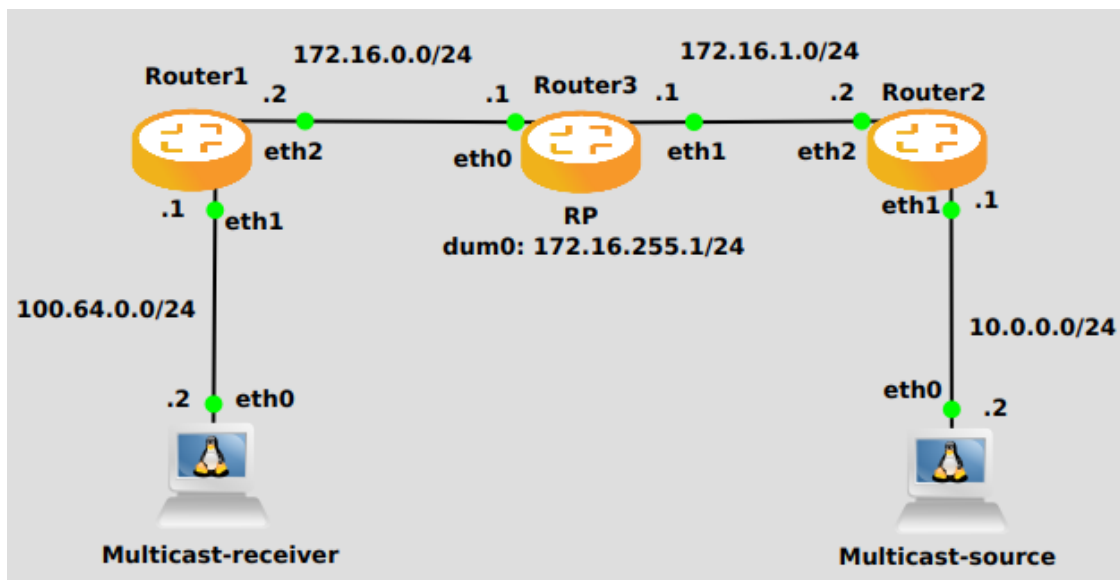 172.16.0.0/24
172.16.1.0/24
Router1
Router3
Router2
.2
.1
.1
.2
eth2
eth0
eth1
eth2
RP
dum0: 172.16.255.1/24
.1
eth1
eth1
.1
100.64.0.0/24
10.0.0.0/24
.2
eth0
eth0
.2
Multicast-receiver
Multicast-source